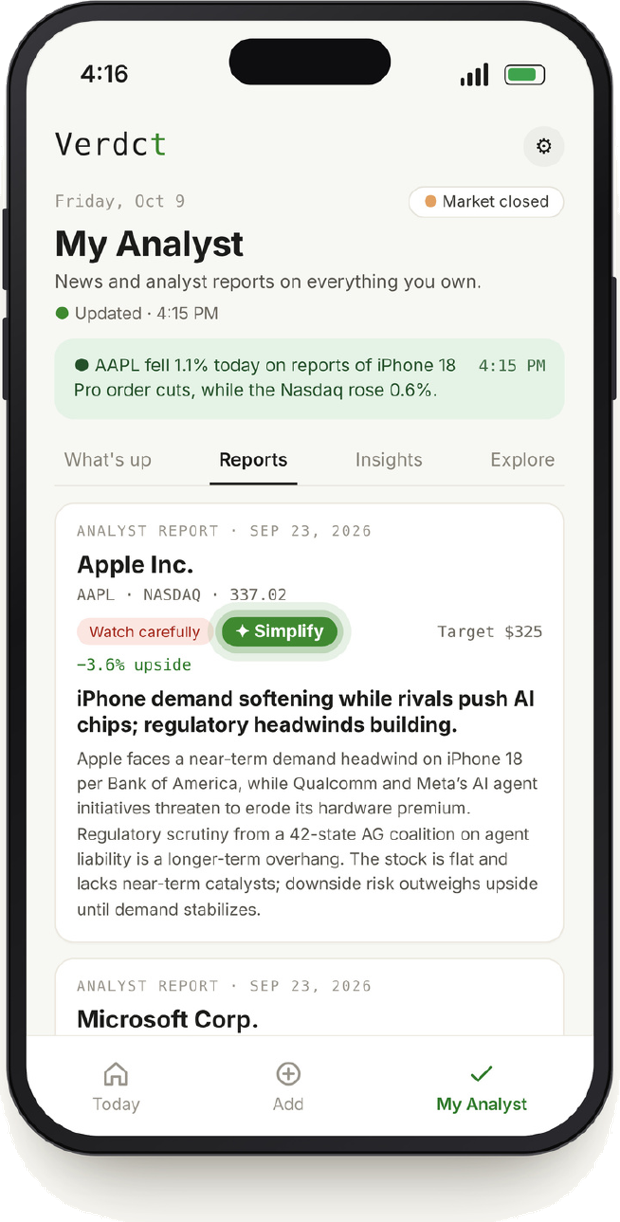 4:16
Verdct
Friday, Oct 9
Market closed
My Analyst
News and analyst reports on everything you own.
Updated · 4:15 PM
AAPL fell 1.1% today on reports of iPhone 18 4:15 PM
Pro order cuts, while the Nasdaq rose 0.6%.
What's up Reports Insights Explore
ANALYST REPORT · SEP 23, 2026
Apple Inc.
AAPL · NASDAQ · 337.02
Watch carefully ✦ Simplify Target $325
−3.6% upside
iPhone demand softening while rivals push AI
chips; regulatory headwinds building.
Apple faces a near-term demand headwind on iPhone 18
per Bank of America, while Qualcomm and Meta’s AI agent
initiatives threaten to erode its hardware premium.
Regulatory scrutiny from a 42-state AG coalition on agent
liability is a longer-term overhang. The stock is flat and
lacks near-term catalysts; downside risk outweighs upside
until demand stabilizes.
ANALYST REPORT · SEP 23, 2026
Microsoft Corp.
Today Add My Analyst